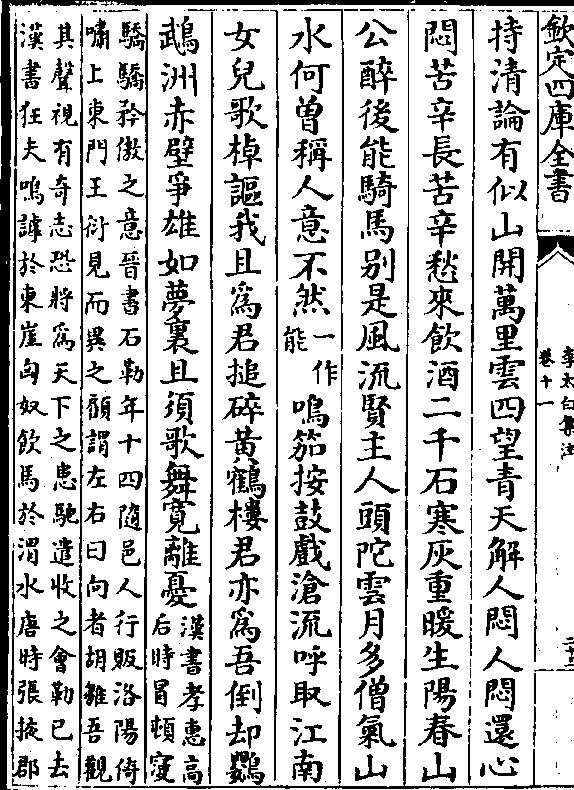 欽定四庫全書
李太白集注
卷十一
二十三
持清論有似山開萬里雲四望青天解人悶人悶還心
悶苦辛長苦辛愁來飲酒二千石寒灰重暖生陽春山
公醉後能騎馬别是風流賢主人頭陀雲月多僧氣山
水何曾稱人意不然
一作
能
鳴笳按鼓戲滄流呼取江南
女兒歌棹謳我且爲君搥碎黄鶴樓君亦爲吾倒却鸚
鵡洲赤壁爭雄如夢裏且須歌舞寛離憂
漢書孝惠高
后時冒頓寖
驕驕矜傲之意晉書石勒年十四隨邑人行販洛陽倚
嘯上東門王衍見而異之顧謂左右曰向者胡雛吾觀
其聲視有奇志恐將爲天下之患馳遣收之會勒已去
漢書狂夫嘄謼於東崖匈奴飲馬於渭水唐時張掖郡